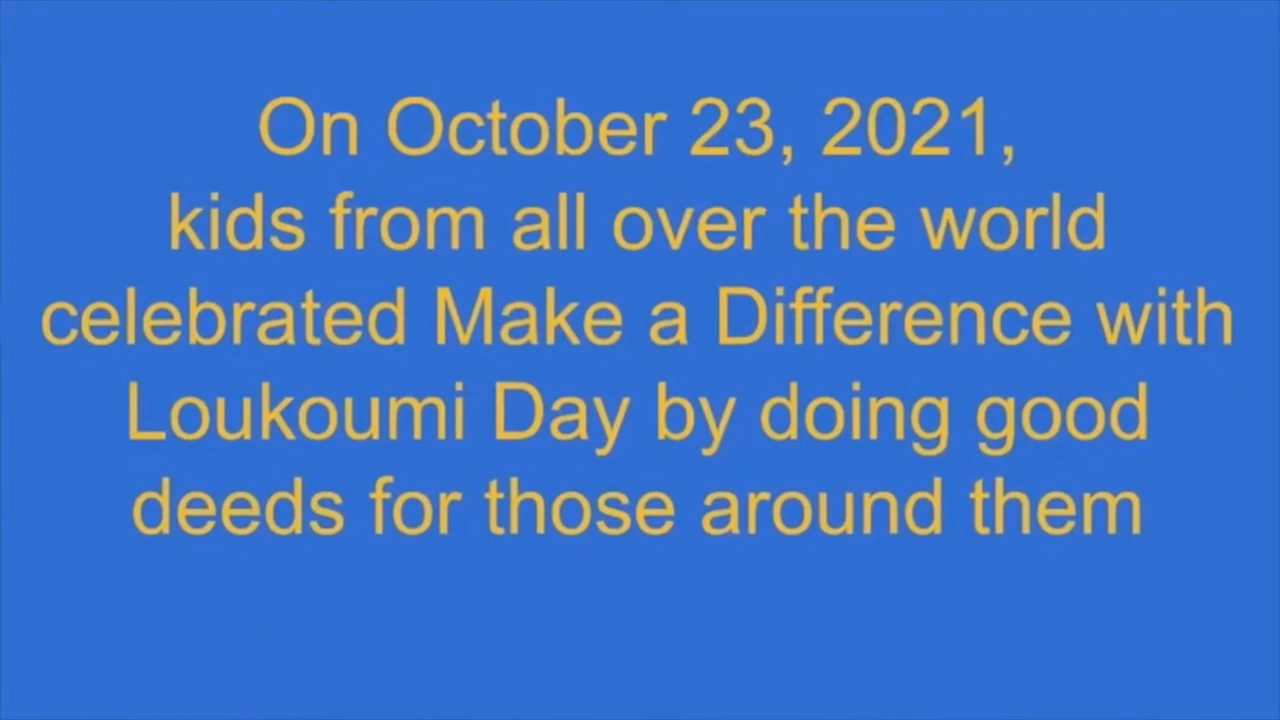 On October 23, 2021,
kids from all over the world
celebrated Make a Difference with
Loukoumi Day by doing good
deeds for those around them